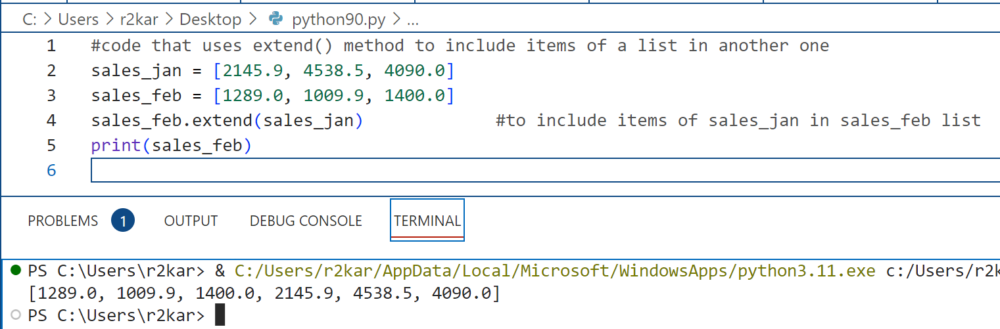 C: > Users > r2kar > Desktop > python90.py > ...
1 #code that uses extend() method to include items of a list in another one
2 sales_jan = [2145.9, 4538.5, 4090.0]
3 sales_feb = [1289.0, 1009.9, 1400.0]
4 sales_feb.extend(sales_jan) #to include items of sales_jan in sales_feb list
5 print(sales_feb)
6
PROBLEMS 1 OUTPUT DEBUG CONSOLE TERMINAL
PS C:\Users\r2kar> & C:/Users/r2kar/AppData/Local/Microsoft/WindowsApps/python3.11.exe c:/Users/r2k
[1289.0, 1009.9, 1400.0, 2145.9, 4538.5, 4090.0]
PS C:\Users\r2kar>